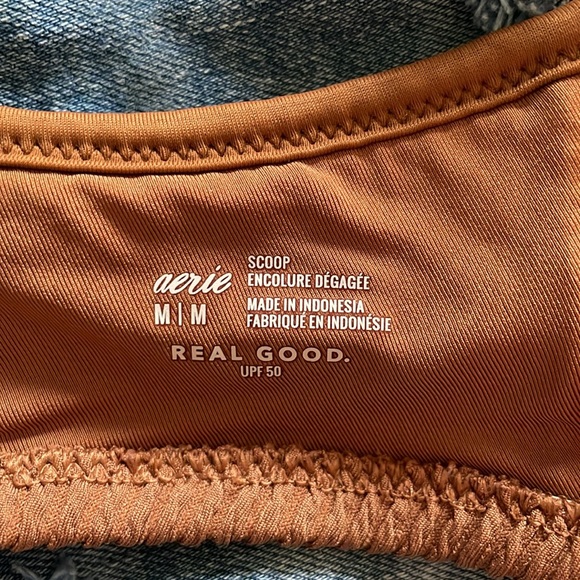 aerie
M|M
SCOOP
ENCOLURE DÉGAGÉE
MADE IN INDONESIA
FABRIQUÉ EN INDONÉSIE
REAL GOOD.
UPF 50